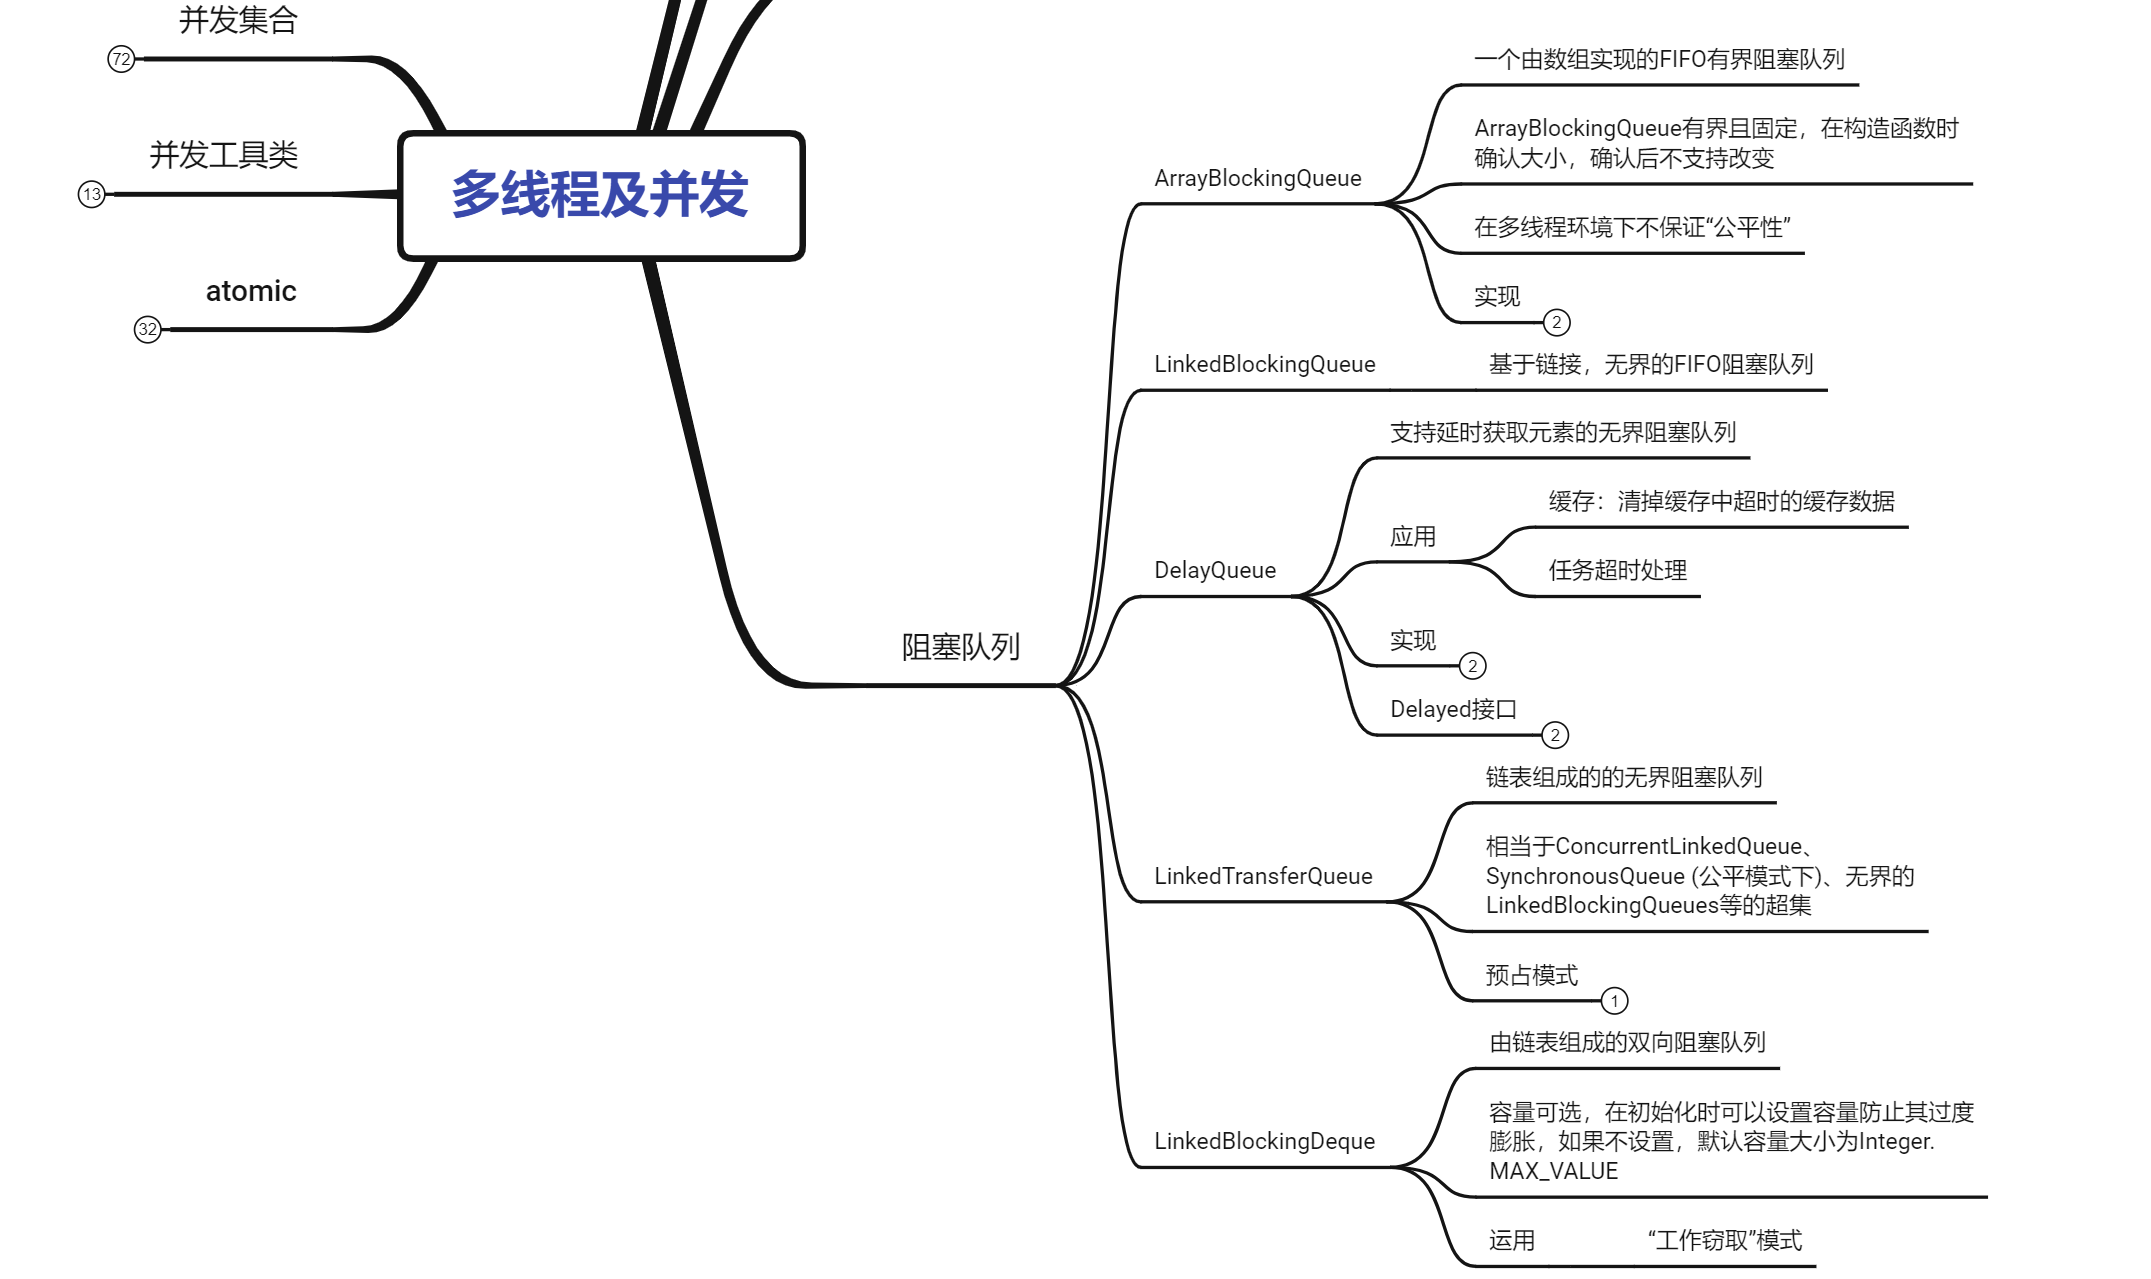 并发集合
72
并发工具类
13
atomic
32
多线程及并发
阻塞队列
ArrayBlockingQueue
一个由数组实现的FIFO有界阻塞队列
ArrayBlockingQueue有界且固定，在构造函数时
确认大小，确认后不支持改变
在多线程环境下不保证“公平性”
实现
2
LinkedBlockingQueue
基于链接，无界的FIFO阻塞队列
DelayQueue
支持延时获取元素的无界阻塞队列
应用
缓存：清掉缓存中超时的缓存数据
任务超时处理
实现
2
Delayed接口
2
LinkedTransferQueue
链表组成的的无界阻塞队列
相当于ConcurrentLinkedQueue、
SynchronousQueue (公平模式下)、无界的
LinkedBlockingQueues等的超集
预占模式
1
LinkedBlockingDeque
由链表组成的双向阻塞队列
容量可选，在初始化时可以设置容量防止其过度
膨胀，如果不设置，默认容量大小为Integer.
MAX_VALUE
运用
“工作窃取”模式